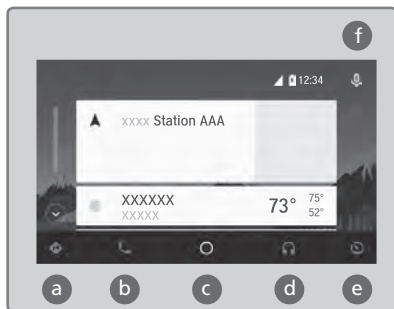 f
12:34
xxxx Station AAA
XXXXXX
XXXXX
73°
75°
52°
a b c d e